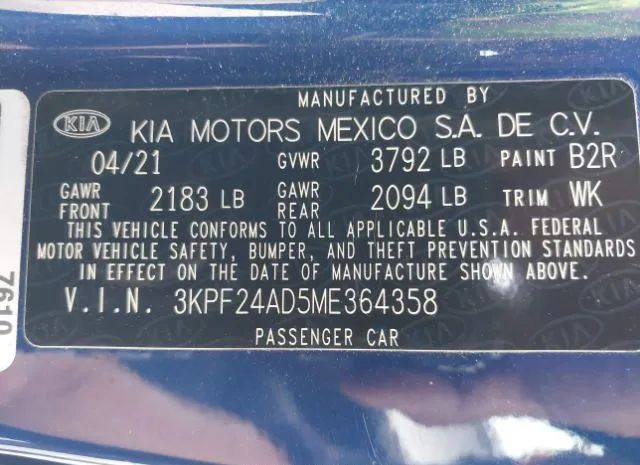 MANUFACTURED BY
KIA KIA MOTORS MEXICO S.A. DE C.V.
04/21 GVWR 3792 LB PAINT B2R
GAWR FRONT 2183 LB GAWR REAR 2094 LB TRIM WK
THIS VEHICLE CONFORMS TO ALL APPLICABLE U.S.A. FEDERAL
MOTOR VEHICLE SAFETY, BUMPER, AND THEFT PREVENTION STANDARDS
IN EFFECT ON THE DATE OF MANUFACTURE SHOWN ABOVE.
V.I.N. 3KPF24AD5ME364358
PASSENGER CAR
7610